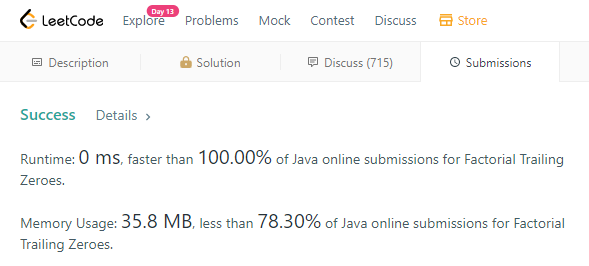 Day 13
LeetCode Explore Problems Mock Contest Discuss Store
Description Solution Discuss (715) Submissions
Success Details >
Runtime: 0 ms, faster than 100.00% of Java online submissions for Factorial Trailing
Zeroes.
Memory Usage: 35.8 MB, less than 78.30% of Java online submissions for Factorial
Trailing Zeroes.